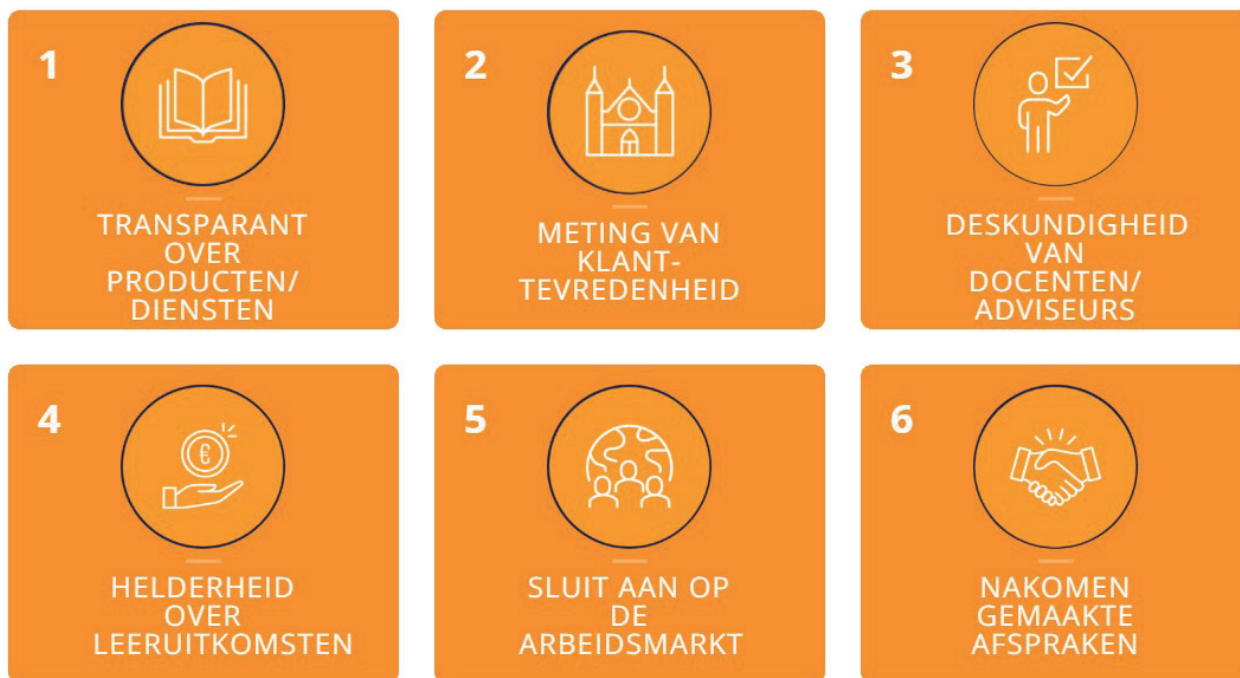 1
TRANSPARANT
OVER
PRODUCTEN/
DIENSTEN
2
METING VAN
KLANT-
TEVREDENHEID
3
DESKUNDIGHEID
VAN
DOCENTEN/
ADVISEURS
4
€
HELDERHEID
OVER
LEERUITKOMSTEN
5
SLUIT AAN OP
DE
ARBEIDSMARKT
6
NAKOMEN
GEMAAKTE
AFSPRAKEN